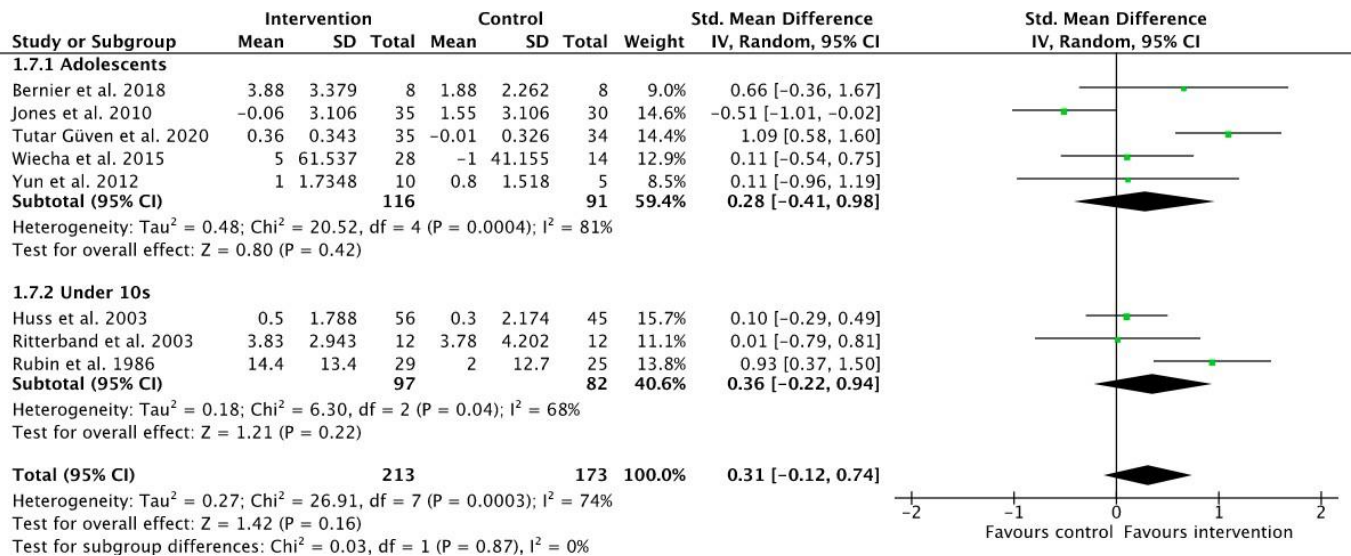 Intervention Control Std. Mean Difference Std. Mean Difference
Study or Subgroup Mean SD Total Mean SD Total Weight IV, Random, 95% CI IV, Random, 95% CI
1.7.1 Adolescents
Bernier et al. 2018 3.88 3.379 8 1.88 2.262 8 9.0% 0.66 [-0.36, 1.67]
Jones et al. 2010 -0.06 3.106 35 1.55 3.106 30 14.6% -0.51 [-1.01, -0.02]
Tutar Güven et al. 2020 0.36 0.343 35 -0.01 0.326 34 14.4% 1.09 [0.58, 1.60]
Wiecha et al. 2015 5 61.537 28 -1 41.155 14 12.9% 0.11 [-0.54, 0.75]
Yun et al. 2012 1 1.7348 10 0.8 1.518 5 8.5% 0.11 [-0.96, 1.19]
Subtotal (95% CI) 116 91 59.4% 0.28 [-0.41, 0.98]
Heterogeneity: Tau² = 0.48; Chi² = 20.52, df = 4 (P = 0.0004); I² = 81%
Test for overall effect: Z = 0.80 (P = 0.42)
1.7.2 Under 10s
Huss et al. 2003 0.5 1.788 56 0.3 2.174 45 15.7% 0.10 [-0.29, 0.49]
Ritterband et al. 2003 3.83 2.943 12 3.78 4.202 12 11.1% 0.01 [-0.79, 0.81]
Rubin et al. 1986 14.4 13.4 29 2 12.7 25 13.8% 0.93 [0.37, 1.50]
Subtotal (95% CI) 97 82 40.6% 0.36 [-0.22, 0.94]
Heterogeneity: Tau² = 0.18; Chi² = 6.30, df = 2 (P = 0.04); I² = 68%
Test for overall effect: Z = 1.21 (P = 0.22)
Total (95% CI) 213 173 100.0% 0.31 [-0.12, 0.74]
Heterogeneity: Tau² = 0.27; Chi² = 26.91, df = 7 (P = 0.0003); I² = 74%
Test for overall effect: Z = 1.42 (P = 0.16)
Test for subgroup differences: Chi² = 0.03, df = 1 (P = 0.87), I² = 0%
-2 -1 0 1 2
Favours control Favours intervention